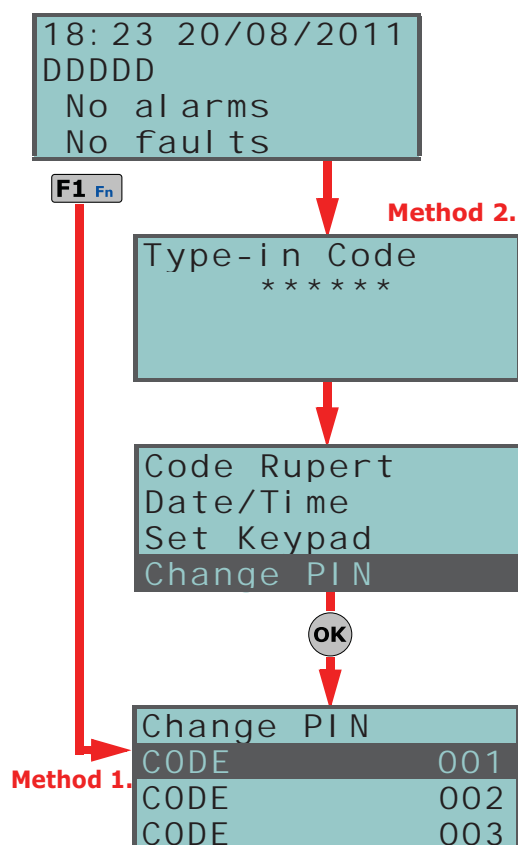 18:23 20/08/2011
DDDDD
No alarms
No faults
F1 Fn
Method 2.
Type-in Code
******
Code Rupert
Date/Time
Set Keypad
Change PIN
OK
Change PIN
CODE 001
Method 1.
CODE 002
CODE 003